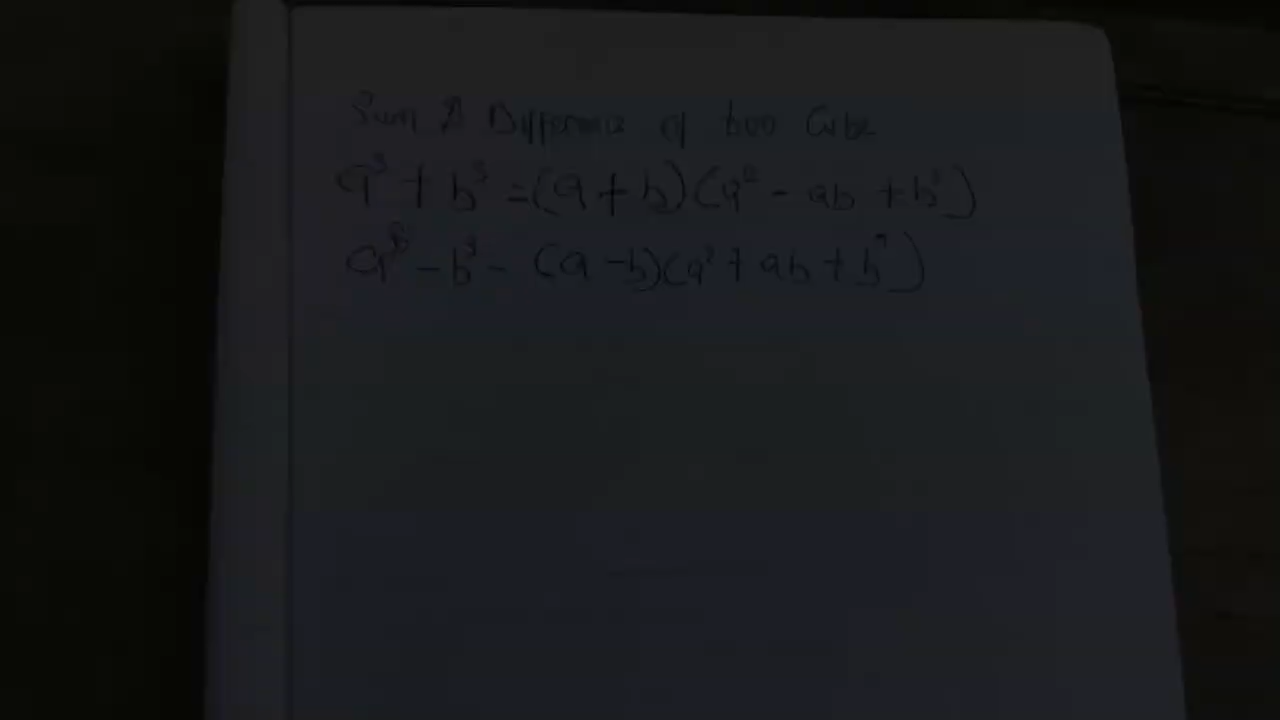 Sum & Difference of two Cube
a³ + b³ = (a + b)(a² - ab + b²)
a³ - b³ - (a - b)(a² + ab + b²)